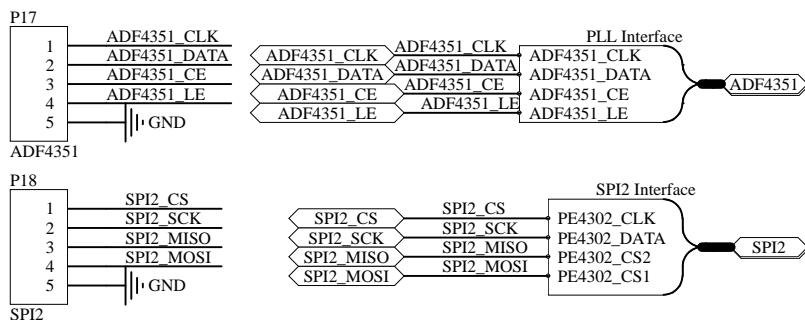 P17
1 ADF4351_CLK
2 ADF4351_DATA
3 ADF4351_CE
4 ADF4351_LE
5 GND
ADF4351
PLL Interface
ADF4351_CLK ADF4351_CLK ADF4351_CLK
ADF4351_DATA ADF4351_DATA ADF4351_DATA
ADF4351_CE ADF4351_CE ADF4351_CE
ADF4351_LE ADF4351_LE ADF4351_LE
ADF4351
P18
1 SPI2_CS
2 SPI2_SCK
3 SPI2_MISO
4 SPI2_MOSI
5 GND
SPI2
SPI2 Interface
SPI2_CS SPI2_CS PE4302_CLK
SPI2_SCK SPI2_SCK PE4302_DATA
SPI2_MISO SPI2_MISO PE4302_CS2
SPI2_MOSI SPI2_MOSI PE4302_CS1
SPI2